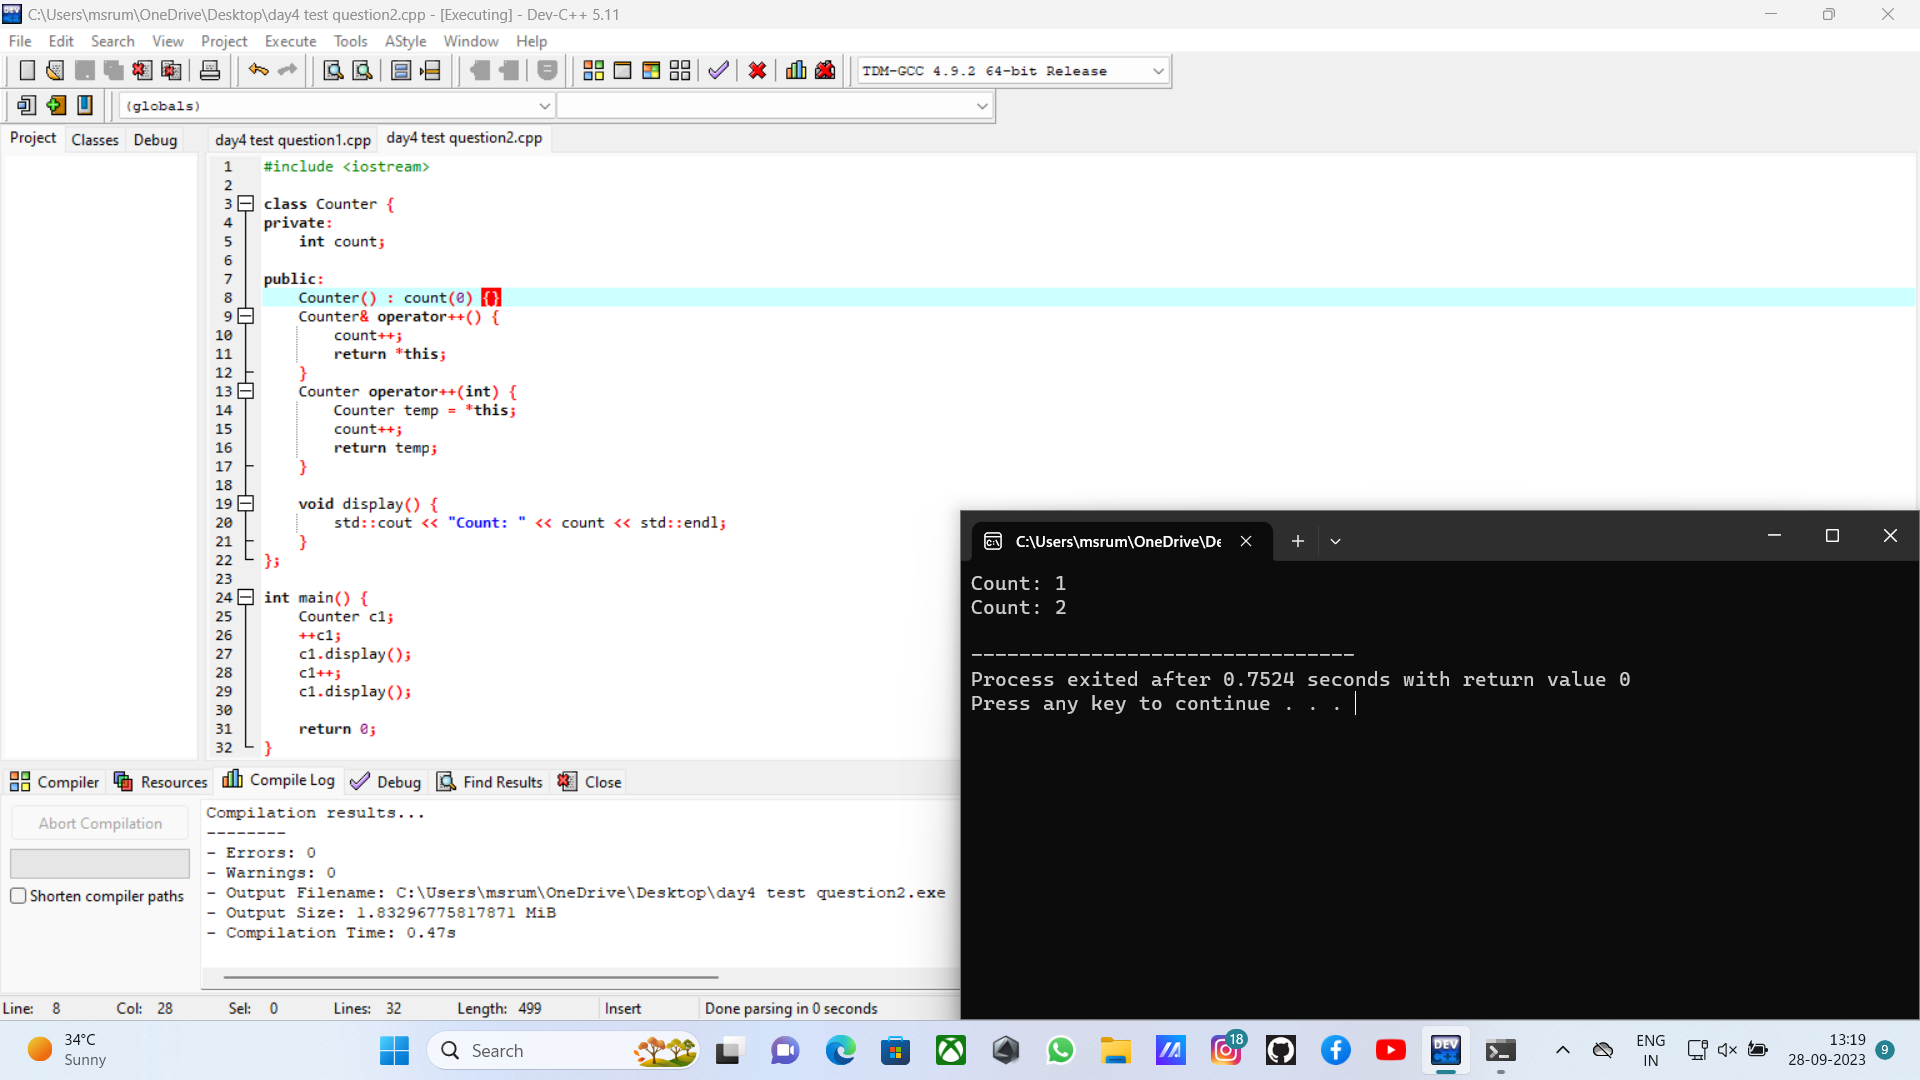 C:\Users\msrum\OneDrive\Desktop\day4 test question2.cpp - [Executing] - Dev-C++ 5.11
File Edit Search View Project Execute Tools AStyle Window Help
TDM-GCC 4.9.2 64-bit Release
(globals)
Project Classes Debug
day4 test question1.cpp day4 test question2.cpp
1 #include <iostream>
2
3 class Counter {
4 private:
5     int count;
6
7 public:
8     Counter() : count(0) {}
9     Counter& operator++() {
10         count++;
11         return *this;
12     }
13     Counter operator++(int) {
14         Counter temp = *this;
15         count++;
16         return temp;
17     }
18
19     void display() {
20         std::cout << "Count: " << count << std::endl;
21     }
22 };
23
24 int main() {
25     Counter c1;
26     ++c1;
27     c1.display();
28     c1++;
29     c1.display();
30
31     return 0;
32 }
C:\Users\msrum\OneDrive\De
Count: 1
Count: 2
--------------------------------
Process exited after 0.7524 seconds with return value 0
Press any key to continue . . .
Compiler Resources Compile Log Debug Find Results Close
Abort Compilation
Shorten compiler paths
Compilation results...
--------
- Errors: 0
- Warnings: 0
- Output Filename: C:\Users\msrum\OneDrive\Desktop\day4 test question2.exe
- Output Size: 1.83296775817871 MiB
- Compilation Time: 0.47s
Line: 8 Col: 28 Sel: 0 Lines: 32 Length: 499 Insert Done parsing in 0 seconds
34°C
Sunny
Search
18
DEV
C++
ENG
IN
13:19
28-09-2023
9